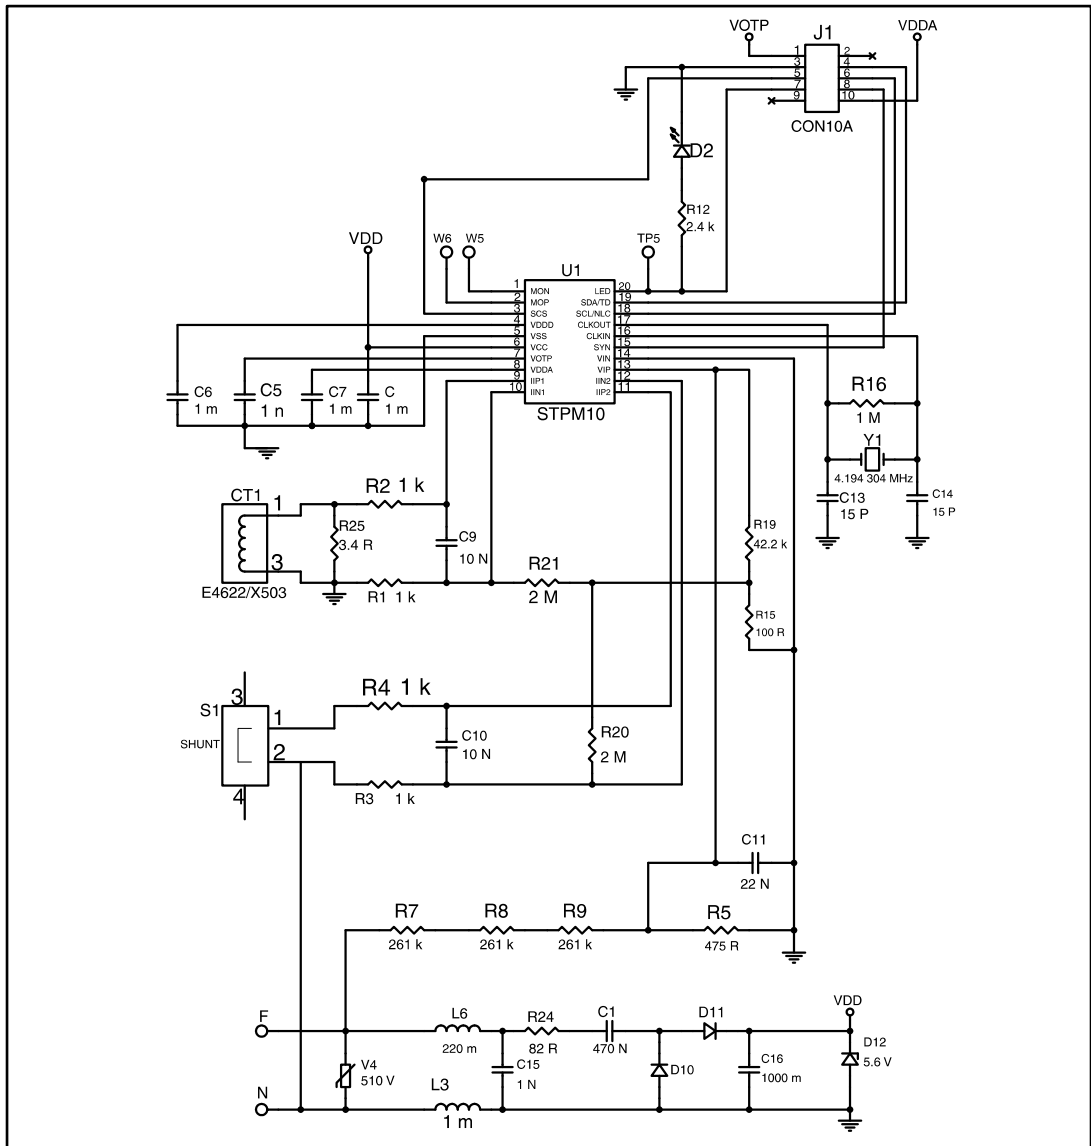 VOTP
J1
VDDA
1 2
3 4
5 6
7 8
9 10
CON10A
D2
R12
2.4 k
VDD
W6
W5
TP5
U1
1 MON LED 20
2 MOP SDA/TD 19
3 SCS SCL/NLC 18
4 VDDD CLKOUT 17
5 VSS CLKIN 16
6 VCC SYN 15
7 VOTP VIN 14
8 VDDA VIP 13
9 IIP1 IIN2 12
10 IIN1 IIP2 11
STPM10
C6
1 m
C5
1 n
C7
1 m
C
1 m
R16
1 M
Y1
4.194 304 MHz
C13
15 P
C14
15 P
CT1
1
3
E4622/X503
R25
3.4 R
R2 1 k
C9
10 N
R1 1 k
R21
2 M
R19
42.2 k
R15
100 R
S1
SHUNT
3
1
2
4
R4 1 k
C10
10 N
R3 1 k
R20
2 M
C11
22 N
R7
261 k
R8
261 k
R9
261 k
R5
475 R
F
N
V4
510 V
L6
220 m
L3
1 m
C15
1 N
R24
82 R
C1
470 N
D10
D11
C16
1000 m
VDD
D12
5.6 V